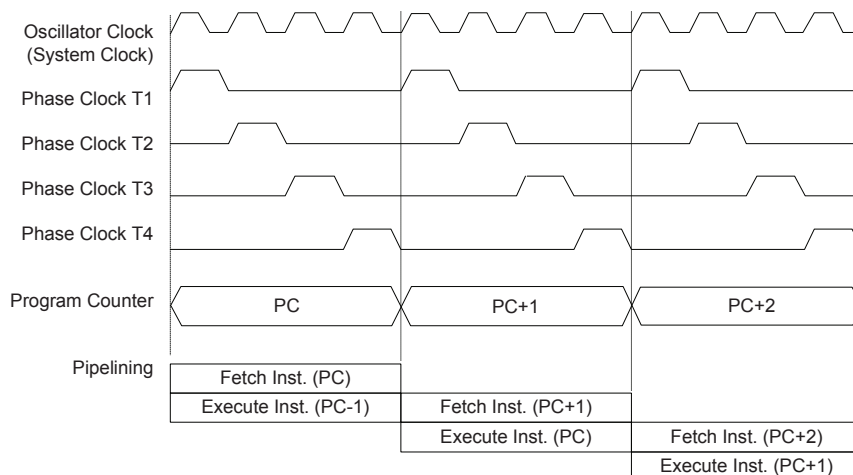 Oscillator Clock
(System Clock)
Phase Clock T1
Phase Clock T2
Phase Clock T3
Phase Clock T4
Program Counter
PC
PC+1
PC+2
Pipelining
Fetch Inst. (PC)
Execute Inst. (PC-1)
Fetch Inst. (PC+1)
Execute Inst. (PC)
Fetch Inst. (PC+2)
Execute Inst. (PC+1)